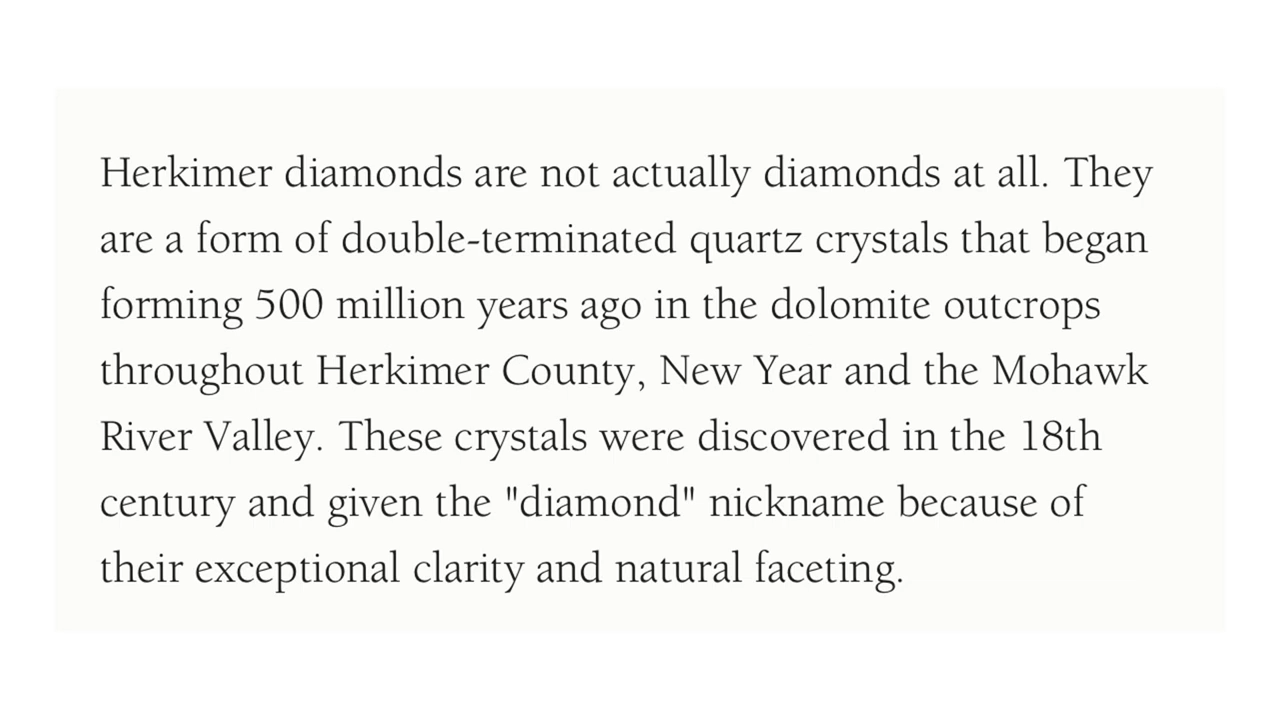 Herkimer diamonds are not actually diamonds at all. They
are a form of double-terminated quartz crystals that began
forming 500 million years ago in the dolomite outcrops
throughout Herkimer County, New Year and the Mohawk
River Valley. These crystals were discovered in the 18th
century and given the "diamond" nickname because of
their exceptional clarity and natural faceting.